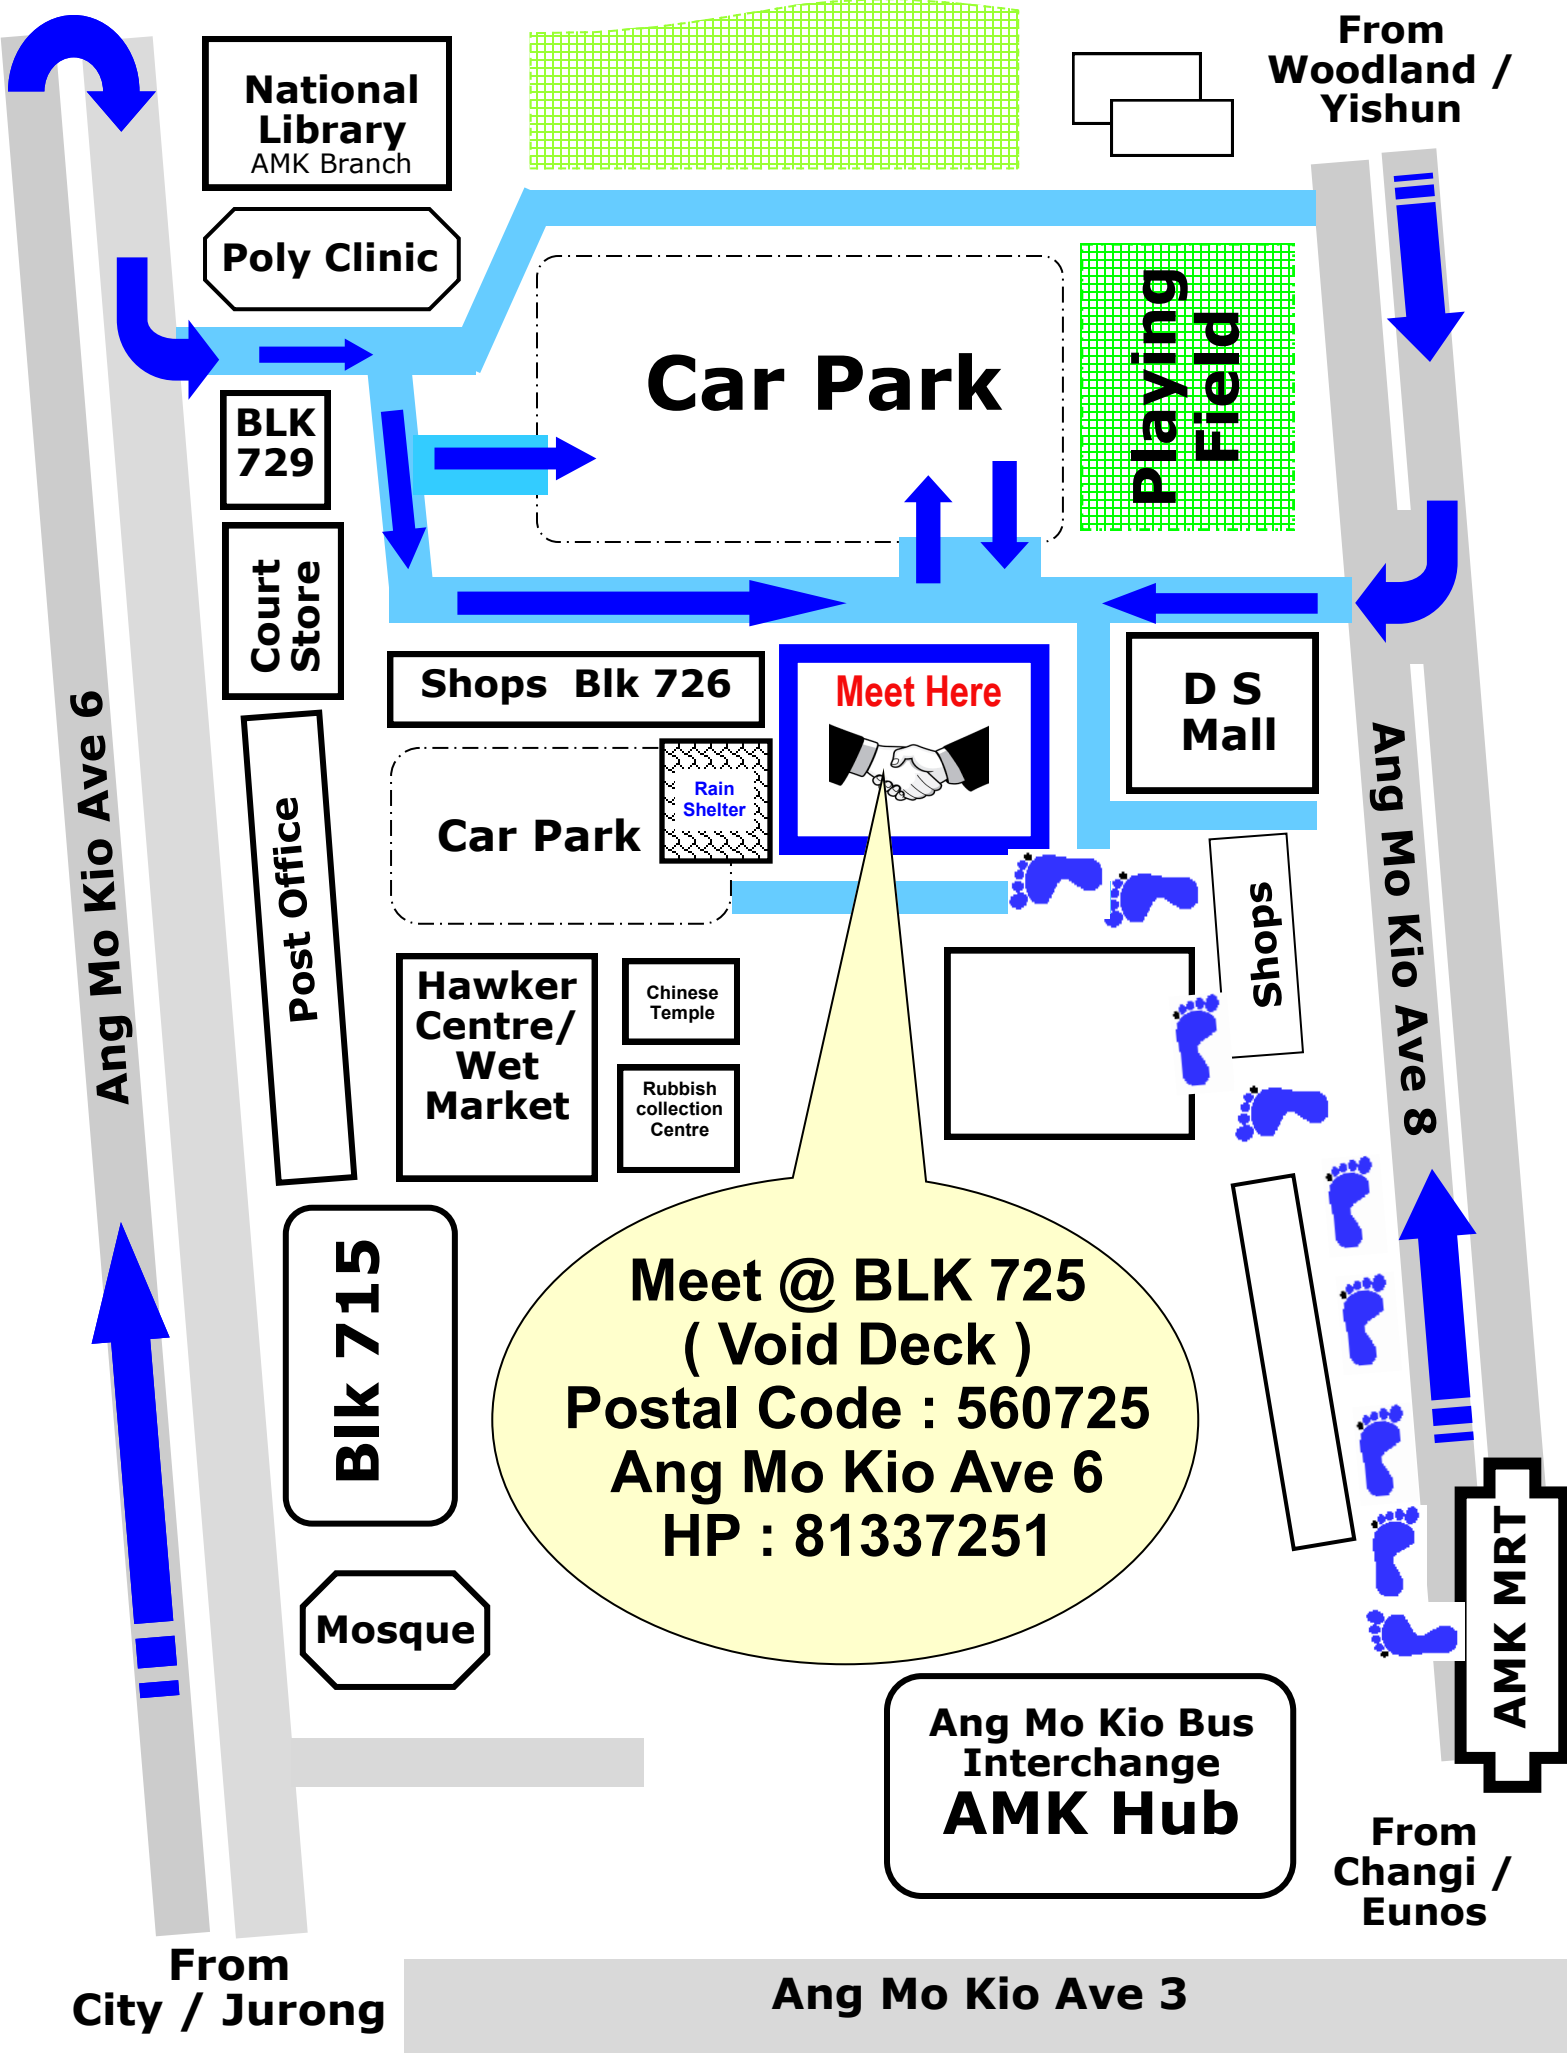 From
Woodland /
Yishun
National
Library
AMK Branch
Poly Clinic
Car Park
Playing
Field
BLK
729
Court
Store
Shops  Blk 726
Meet Here
D S
Mall
Ang Mo Kio Ave 6
Post Office
Car Park
Rain
Shelter
Ang Mo Kio Ave 8
Shops
Hawker
Centre/
Wet
Market
Chinese
Temple
Rubbish
collection
Centre
Blk 715
Meet @ BLK 725
( Void Deck )
Postal Code : 560725
Ang Mo Kio Ave 6
HP : 81337251
Mosque
AMK MRT
Ang Mo Kio Bus
Interchange
AMK Hub
From
Changi /
Eunos
From
City / Jurong
Ang Mo Kio Ave 3